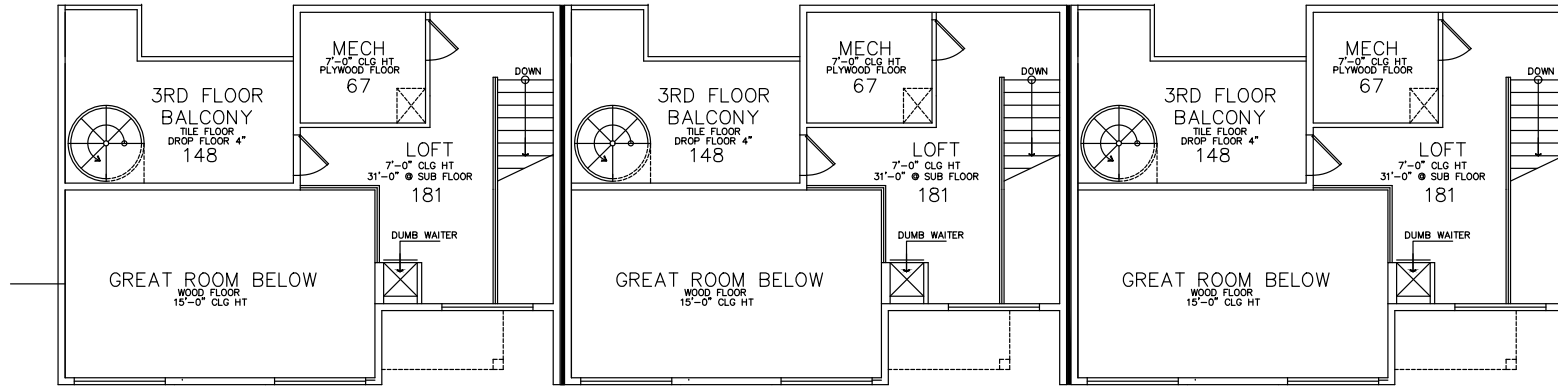 MECH
7'-0" CLG HT
PLYWOOD FLOOR
67
DOWN
3RD FLOOR
BALCONY
TILE FLOOR
DROP FLOOR 4"
148
LOFT
7'-0" CLG HT
31'-0" @ SUB FLOOR
181
DUMB WAITER
GREAT ROOM BELOW
WOOD FLOOR
15'-0" CLG HT
MECH
7'-0" CLG HT
PLYWOOD FLOOR
67
DOWN
3RD FLOOR
BALCONY
TILE FLOOR
DROP FLOOR 4"
148
LOFT
7'-0" CLG HT
31'-0" @ SUB FLOOR
181
DUMB WAITER
GREAT ROOM BELOW
WOOD FLOOR
15'-0" CLG HT
MECH
7'-0" CLG HT
PLYWOOD FLOOR
67
DOWN
3RD FLOOR
BALCONY
TILE FLOOR
DROP FLOOR 4"
148
LOFT
7'-0" CLG HT
31'-0" @ SUB FLOOR
181
DUMB WAITER
GREAT ROOM BELOW
WOOD FLOOR
15'-0" CLG HT